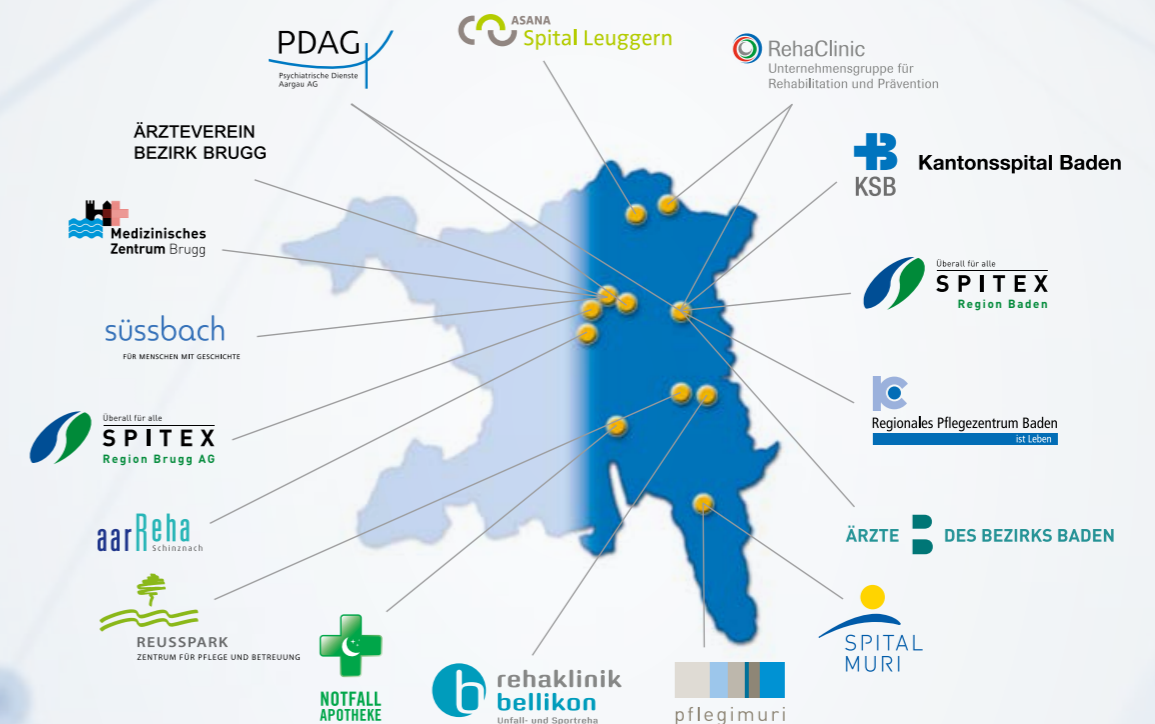 PDAG
Psychiatrische Dienste
Aargau AG
ASANA
Spital Leuggern
RehaClinic
Unternehmensgruppe für
Rehabilitation und Prävention
ÄRZTEVEREIN
BEZIRK BRUGG
KSB
Kantonsspital Baden
Medizinisches
Zentrum Brugg
Überall für alle
SPITEX
Region Baden
süssbach
FÜR MENSCHEN MIT GESCHICHTE
Regionales Pflegezentrum Baden
ist Leben
Überall für alle
SPITEX
Region Brugg AG
aarReha
Schinznach
ÄRZTE
DES BEZIRKS BADEN
REUSSPARK
ZENTRUM FÜR PFLEGE UND BETREUUNG
SPITAL
MURI
NOTFALL
APOTHEKE
rehaklinik
bellikon
Unfall- und Sportreha
pflegimuri